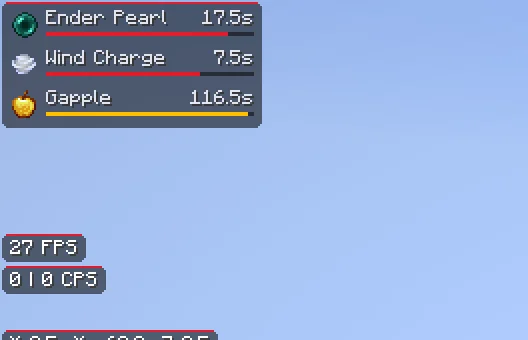 Ender Pearl 17.5s
Wind Charge 7.5s
Gapple 116.5s
27 FPS
0 | 0 CPS